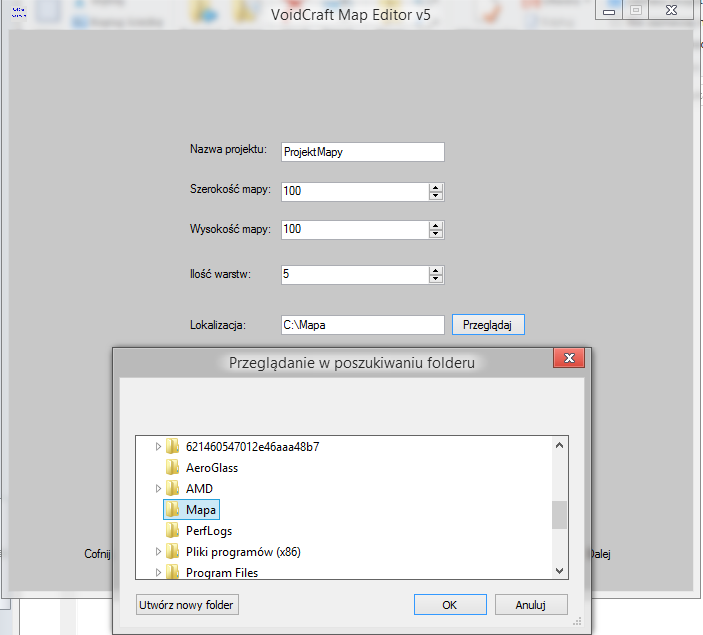 VoidCraft Map Editor v5
Nazwa projektu: ProjektMapy
Szerokość mapy: 100
Wysokość mapy: 100
Ilość warstw: 5
Lokalizacja: C:\Mapa Przeglądaj
Przeglądanie w poszukiwaniu folderu
621460547012e46aaa48b7
AeroGlass
AMD
Mapa
PerfLogs
Pliki programów (x86)
Program Files
Cofnij
Dalej
Utwórz nowy folder OK Anuluj